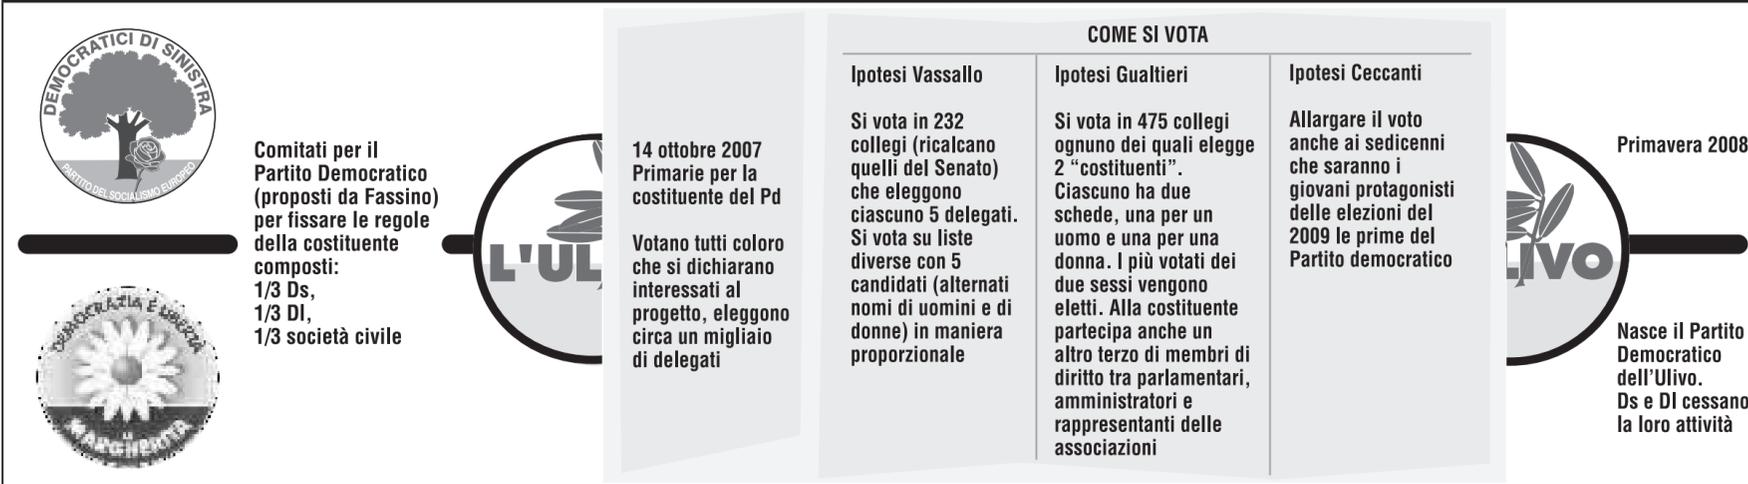 DEMOCRATICI DI SINISTRA
PARTITO DEL SOCIALISMO EUROPEO
DEMOCRAZIA È LIBERTÀ
LA
MARGHERITA
Comitati per il
Partito Democratico
(proposti da Fassino)
per fissare le regole
della costituente
composti:
1/3 Ds,
1/3 Dl,
1/3 società civile
L'UL
14 ottobre 2007
Primarie per la
costituente del Pd
Votano tutti coloro
che si dichiarano
interessati al
progetto, eleggono
circa un migliaio
di delegati
COME SI VOTA
Ipotesi Vassallo
Si vota in 232
collegi (ricalcano
quelli del Senato)
che eleggono
ciascuno 5 delegati.
Si vota su liste
diverse con 5
candidati (alternati
nomi di uomini e di
donne) in maniera
proporzionale
Ipotesi Gualtieri
Si vota in 475 collegi
ognuno dei quali elegge
2 “costituenti”.
Ciascuno ha due
schede, una per un
uomo e una per una
donna. I più votati dei
due sessi vengono
eletti. Alla costituente
partecipa anche un
altro terzo di membri di
diritto tra parlamentari,
amministratori e
rappresentanti delle
associazioni
Ipotesi Ceccanti
Allargare il voto
anche ai sedicenni
che saranno i
giovani protagonisti
delle elezioni del
2009 le prime del
Partito democratico
LIVO
Primavera 2008
Nasce il Partito
Democratico
dell’Ulivo.
Ds e Dl cessano
la loro attività